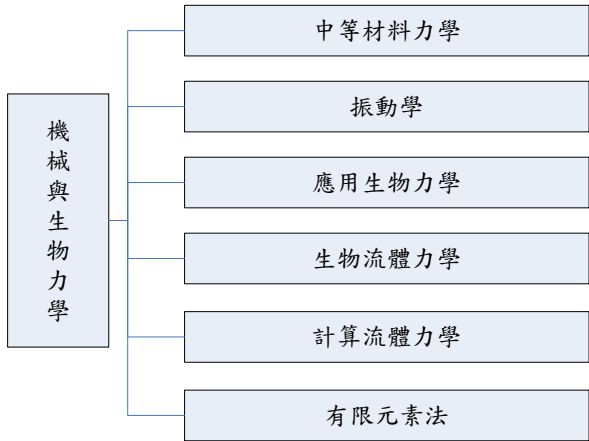 機械與生物力學
中等材料力學
振動學
應用生物力學
生物流體力學
計算流體力學
有限元素法